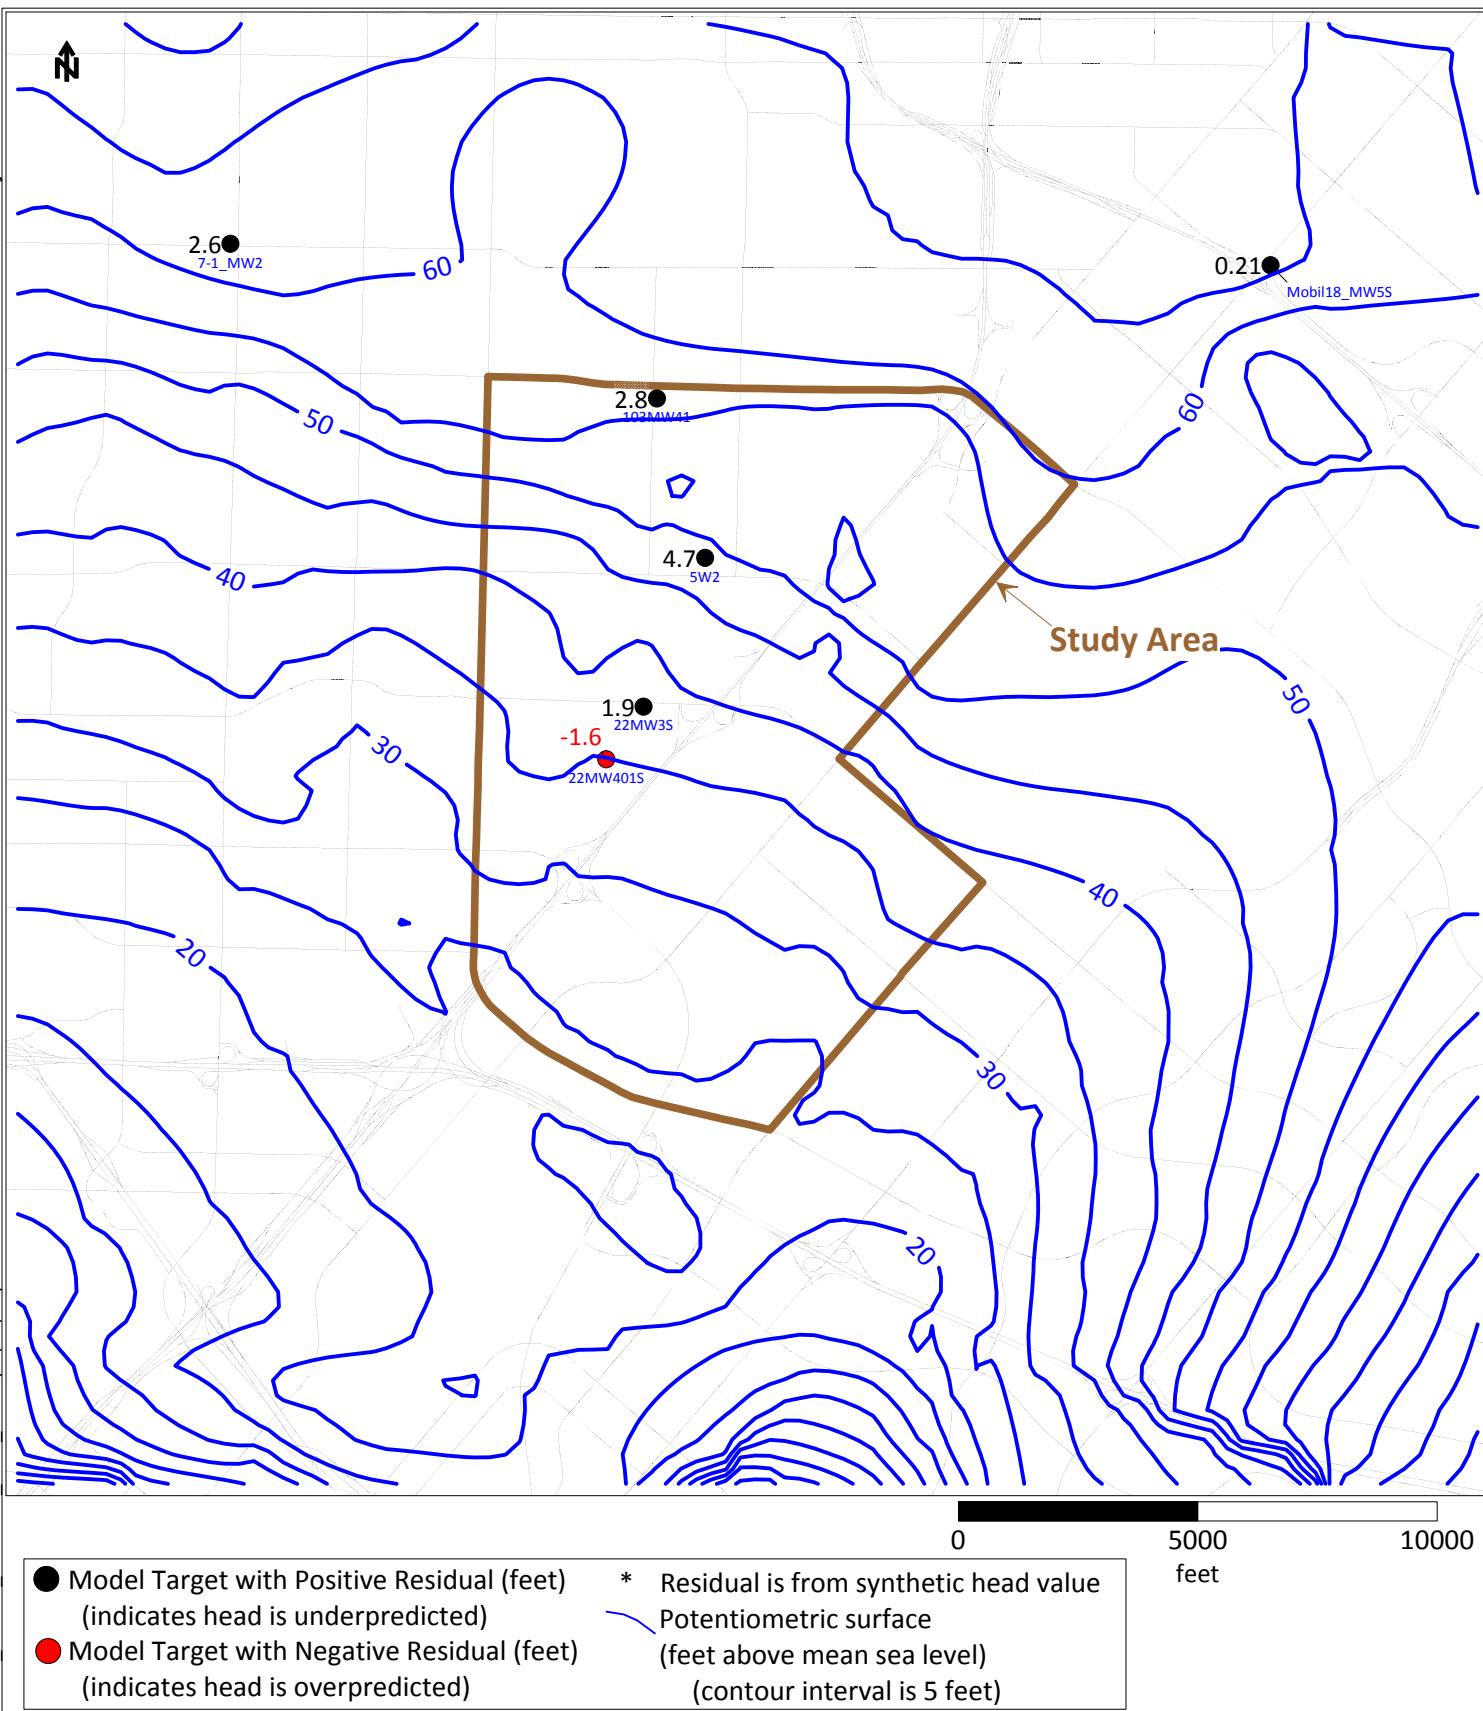 N
2.6
7-1_MW2
60
0.21
Mobil18_MW5S
60
2.8
103MW41
50
4.7
5W2
40
Study Area
50
1.9
22MW3S
-1.6
22MW401S
30
40
20
30
20
0
5000
10000
feet
Model Target with Positive Residual (feet)
(indicates head is underpredicted)
Model Target with Negative Residual (feet)
(indicates head is overpredicted)
* Residual is from synthetic head value
Potentiometric surface
(feet above mean sea level)
(contour interval is 5 feet)